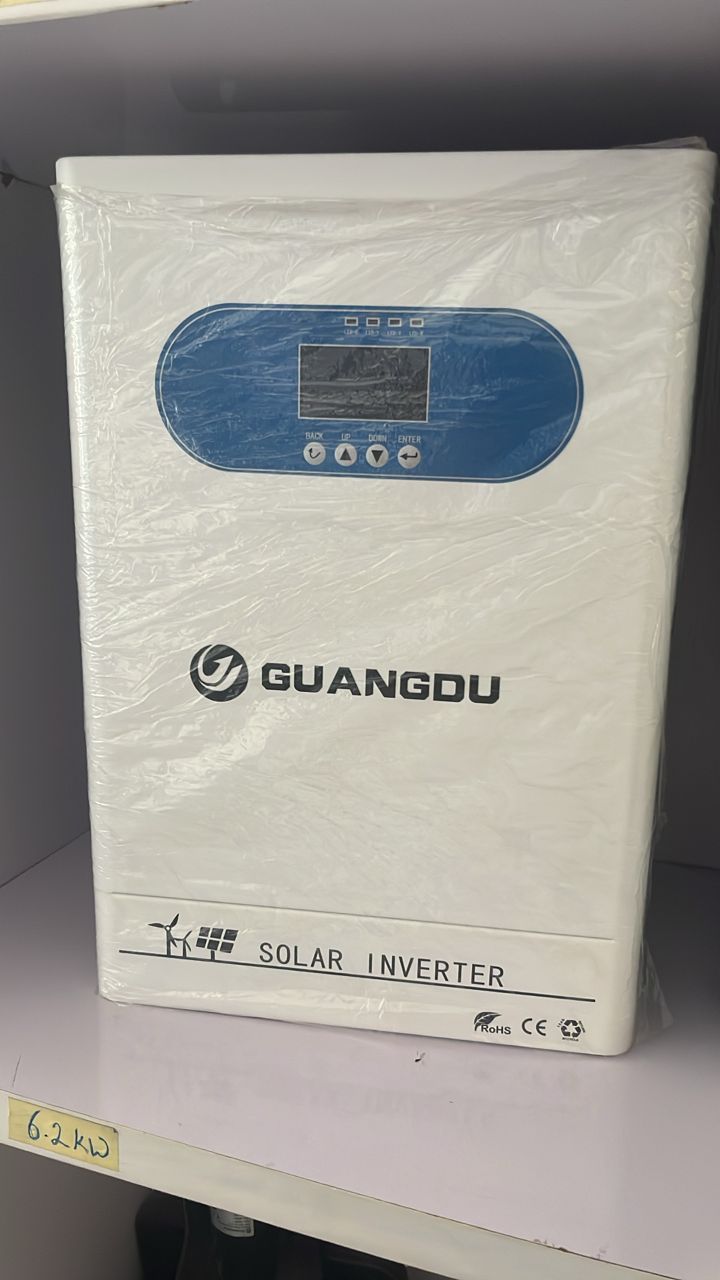 BACK UP DOWN ENTER
GUANGDU
SOLAR INVERTER
RoHS CE
6.2KW